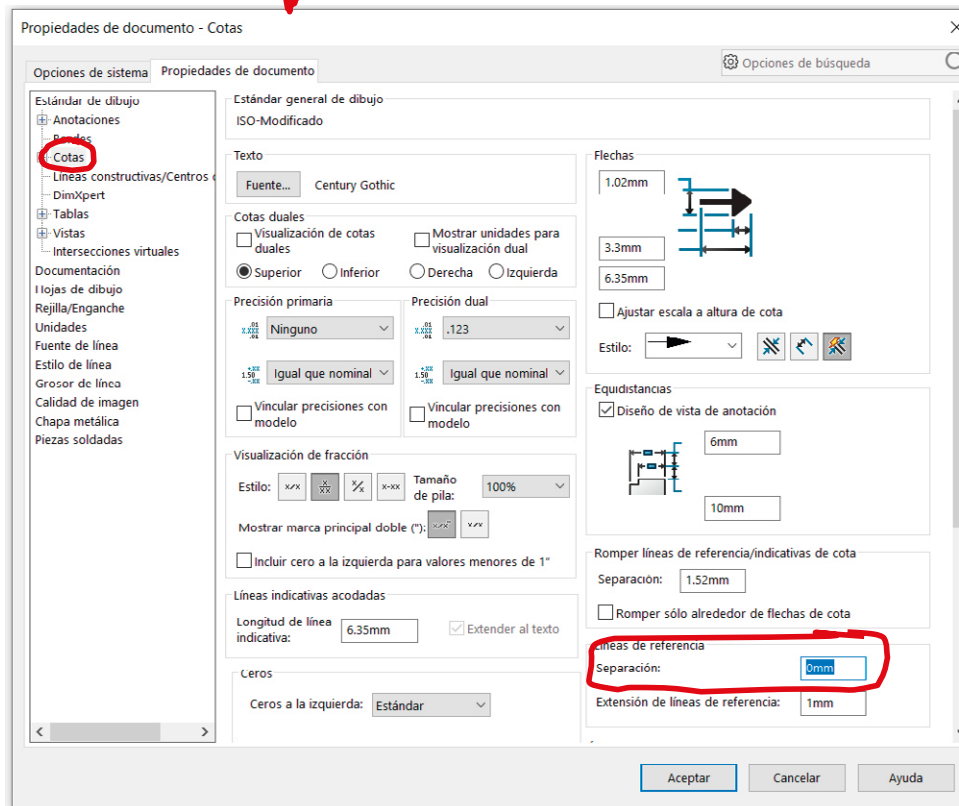 Propiedades de documento - Cotas
Opciones de sistema
Propiedades de documento
Opciones de búsqueda
Estándar de dibujo
Anotaciones
Bordes
Cotas
Líneas constructivas/Centros
DimXpert
Tablas
Vistas
Intersecciones virtuales
Documentación
Hojas de dibujo
Rejilla/Enganche
Unidades
Fuente de línea
Estilo de línea
Grosor de línea
Calidad de imagen
Chapa metálica
Piezas soldadas
Estándar general de dibujo
ISO-Modificado
Texto
Fuente...
Century Gothic
Cotas duales
Visualización de cotas
duales
Mostrar unidades para
visualización dual
Superior
Inferior
Derecha
Izquierda
Precisión primaria
Ninguno
Igual que nominal
Vincular precisiones con
modelo
Precisión dual
.123
Igual que nominal
Vincular precisiones con
modelo
Visualización de fracción
Estilo:
Tamaño
de pila:
100%
Mostrar marca principal doble ("):
Incluir cero a la izquierda para valores menores de 1"
Líneas indicativas acodadas
Longitud de línea
indicativa:
6.35mm
Extender al texto
Ceros
Ceros a la izquierda:
Estándar
Flechas
1.02mm
3.3mm
6.35mm
Ajustar escala a altura de cota
Estilo:
Equidistancias
Diseño de vista de anotación
6mm
10mm
Romper líneas de referencia/indicativas de cota
Separación:
1.52mm
Romper sólo alrededor de flechas de cota
Líneas de referencia
Separación:
0mm
Extensión de líneas de referencia:
1mm
Aceptar
Cancelar
Ayuda